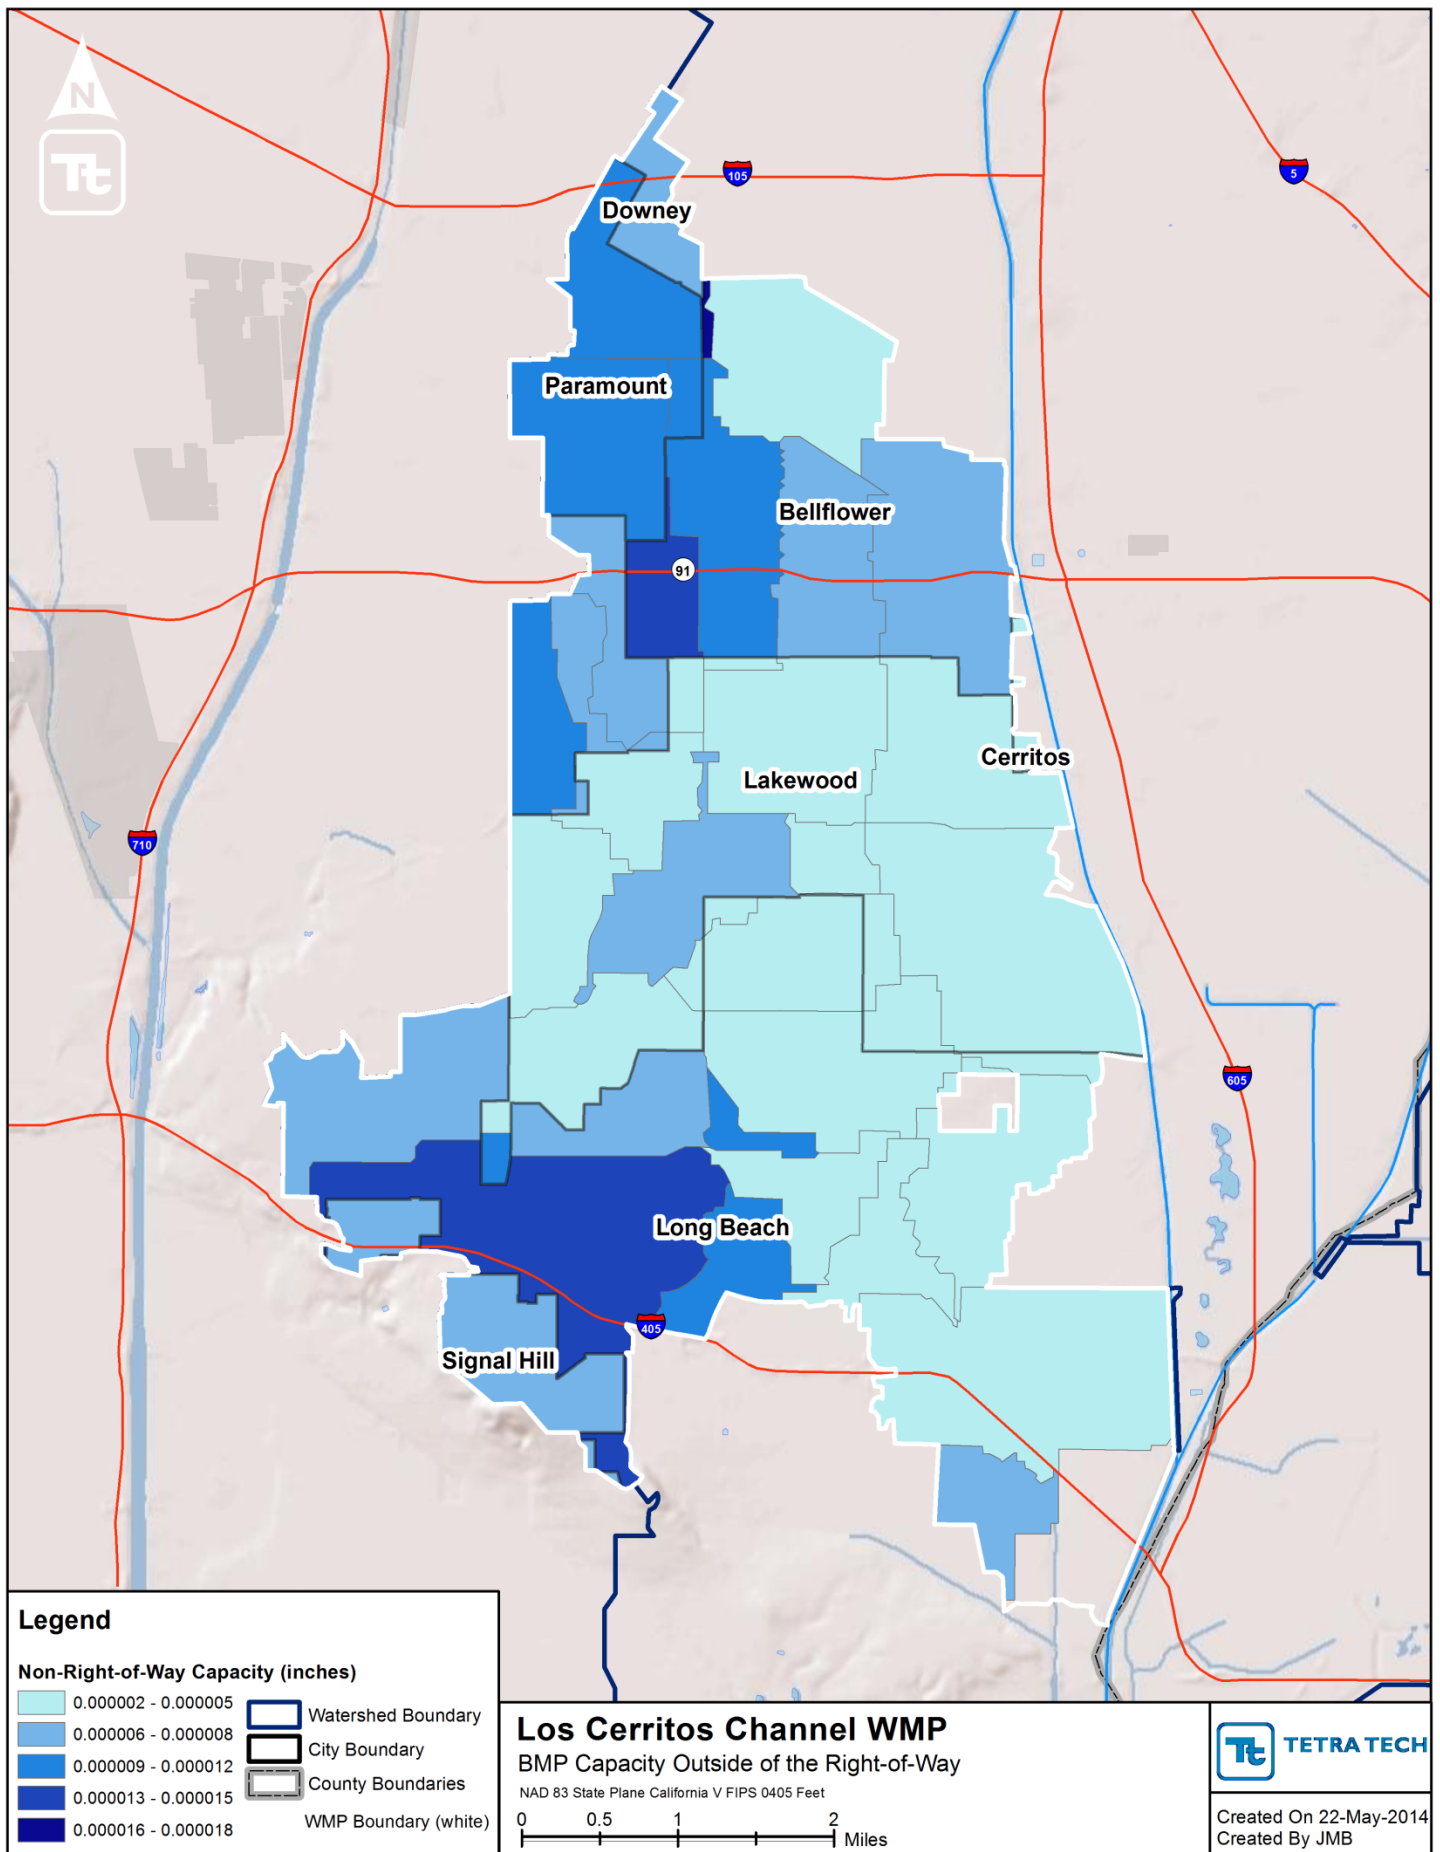 N
Tt
105
5
Downey
Paramount
Bellflower
91
Cerritos
Lakewood
710
605
Long Beach
405
Signal Hill
Legend
Non-Right-of-Way Capacity (inches)
0.000002 - 0.000005
0.000006 - 0.000008
0.000009 - 0.000012
0.000013 - 0.000015
0.000016 - 0.000018
Watershed Boundary
City Boundary
County Boundaries
WMP Boundary (white)
Los Cerritos Channel WMP
BMP Capacity Outside of the Right-of-Way
NAD 83 State Plane California V FIPS 0405 Feet
0 0.5 1 2
Miles
Tt TETRA TECH
Created On 22-May-2014
Created By JMB